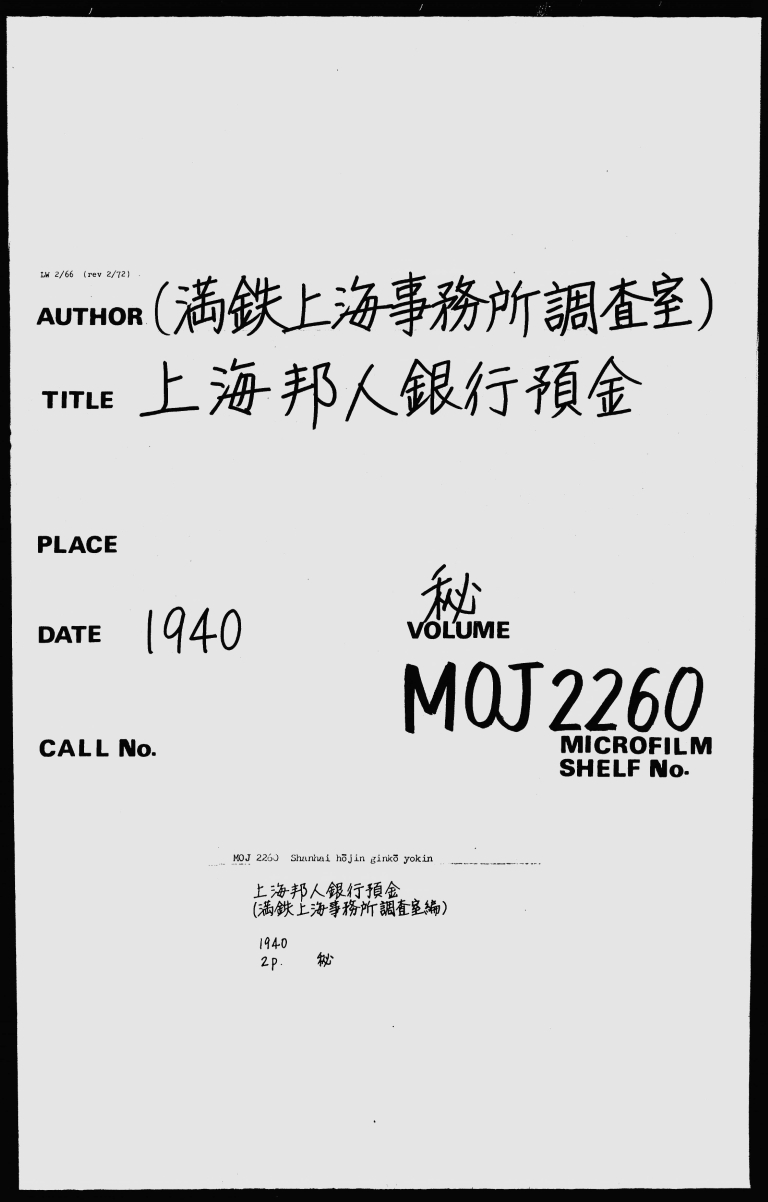 LW 2/66 (rev 2/72)
AUTHOR (満鉄上海事務所調査室)
TITLE 上海邦人銀行預金
PLACE
秘
DATE 1940 VOLUME
MOJ 2260
CALL No. MICROFILM
SHELF No.
MOJ 2260 Shanhai hōjin ginkō yokin
上海邦人銀行預金
(満鉄上海事務所調査室編)
1940
2p. 秘